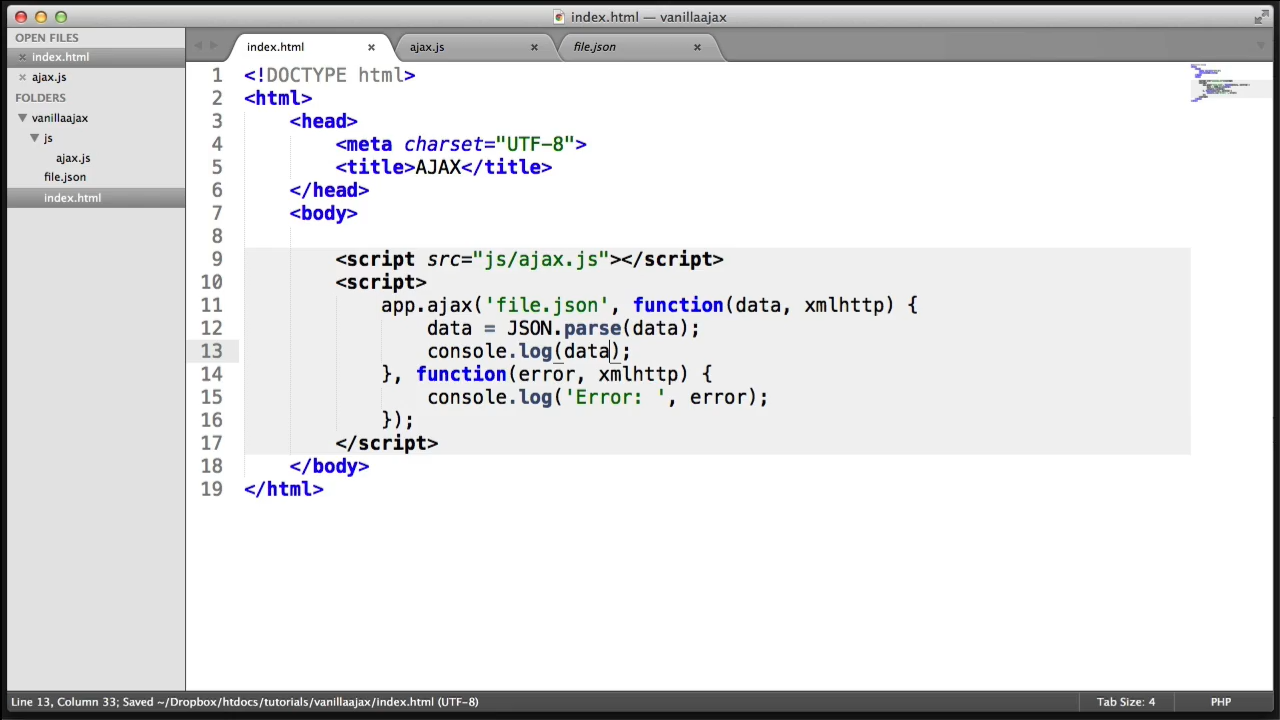 index.html — vanillaajax
OPEN FILES
index.html
ajax.js
FOLDERS
vanillaajax
js
ajax.js
file.json
index.html
index.html ajax.js file.json
1 <!DOCTYPE html>
2 <html>
3 <head>
4 <meta charset="UTF-8">
5 <title>AJAX</title>
6 </head>
7 <body>
8
9 <script src="js/ajax.js"></script>
10 <script>
11 app.ajax('file.json', function(data, xmlhttp) {
12 data = JSON.parse(data);
13 console.log(data);
14 }, function(error, xmlhttp) {
15 console.log('Error: ', error);
16 });
17 </script>
18 </body>
19 </html>
Line 13, Column 33; Saved ~/Dropbox/htdocs/tutorials/vanillaajax/index.html (UTF-8) Tab Size: 4 PHP